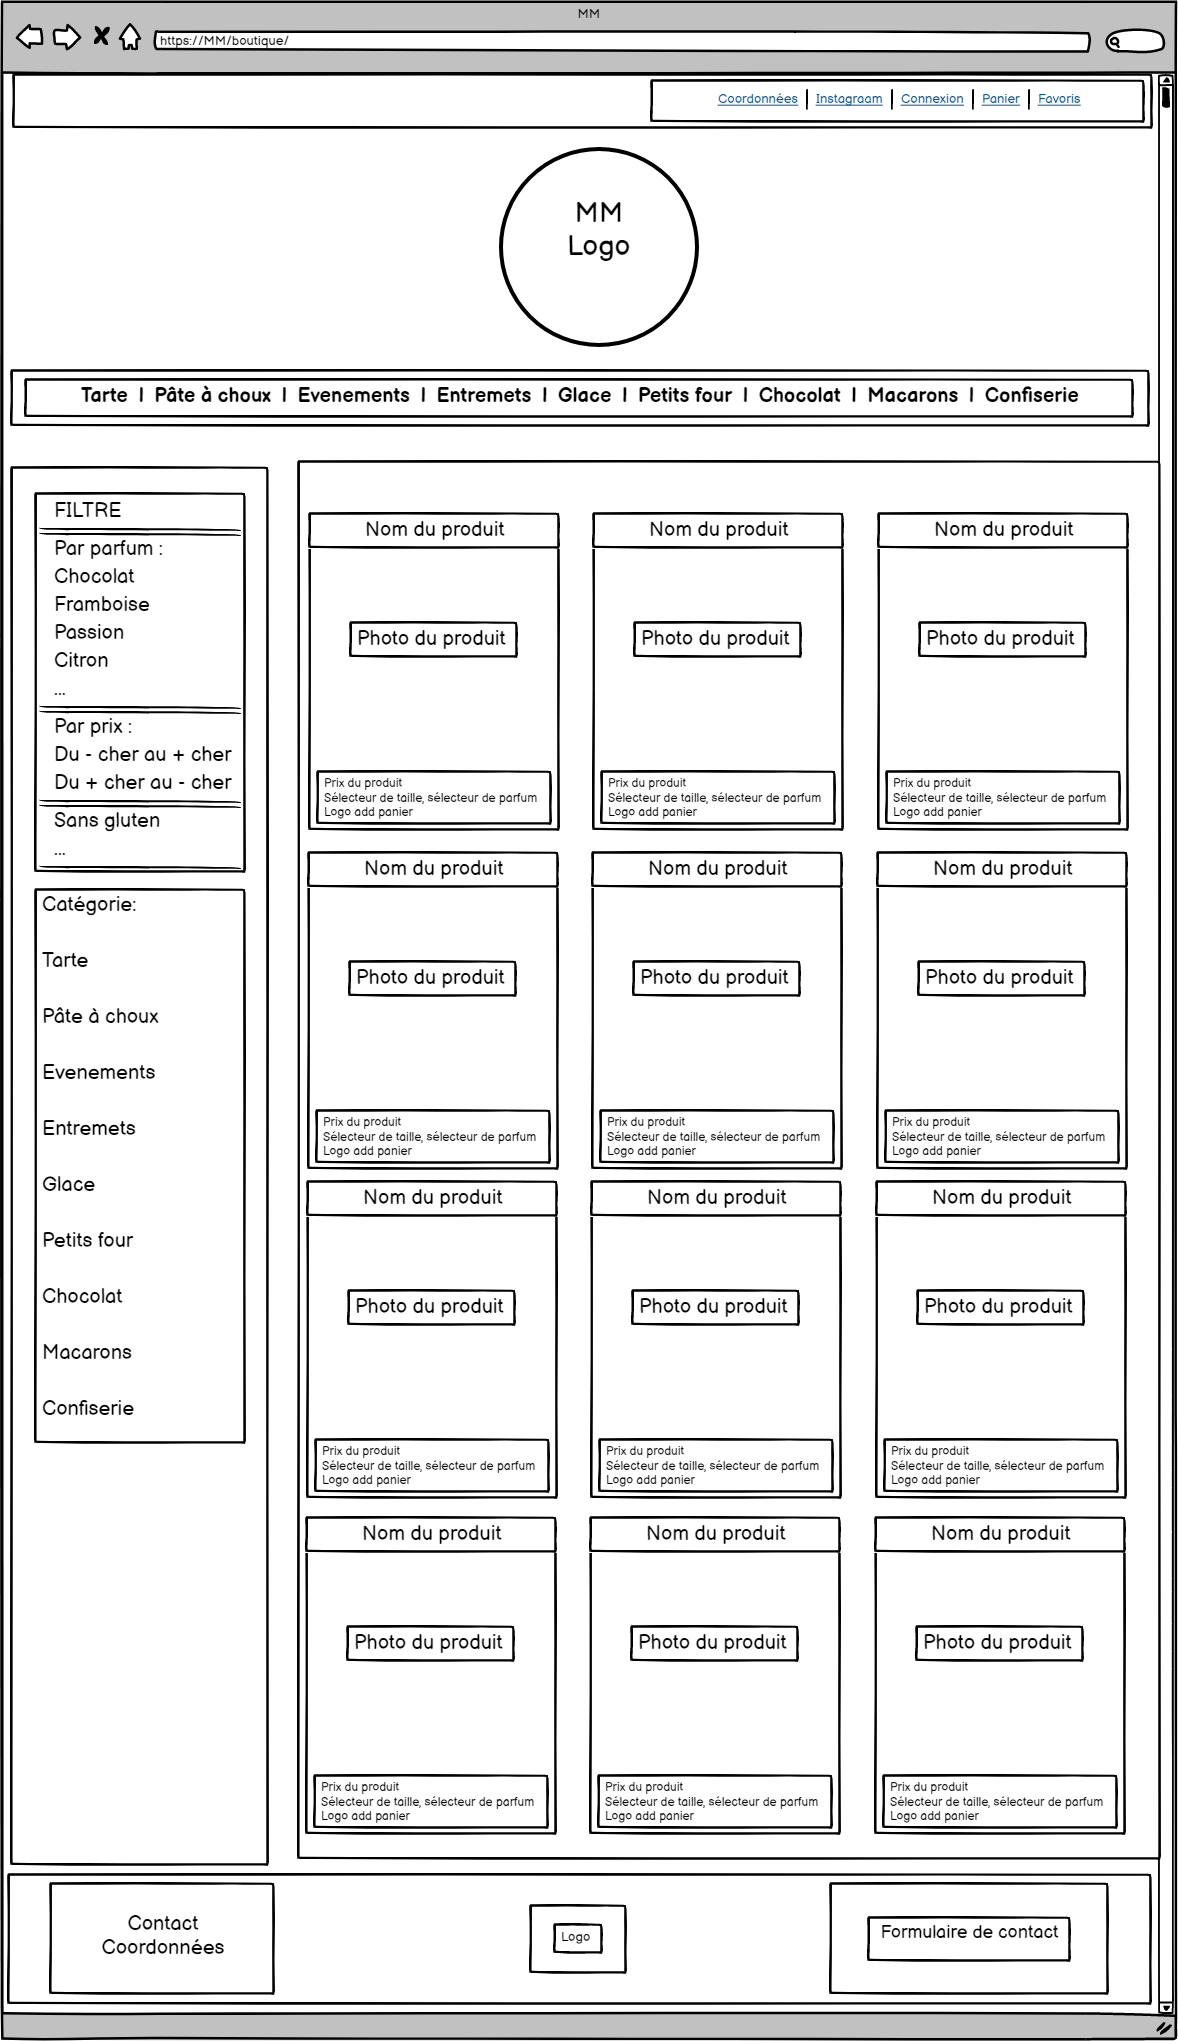 MM
https://MM/boutique/
Coordonnées | Instagraam | Connexion | Panier | Favoris
MM
Logo
Tarte | Pâte à choux | Evenements | Entremets | Glace | Petits four | Chocolat | Macarons | Confiserie
FILTRE
Par parfum :
Chocolat
Framboise
Passion
Citron
...
Par prix :
Du - cher au + cher
Du + cher au - cher
Sans gluten
...
Catégorie:
Tarte
Pâte à choux
Evenements
Entremets
Glace
Petits four
Chocolat
Macarons
Confiserie
Nom du produit
Photo du produit
Prix du produit
Sélecteur de taille, sélecteur de parfum
Logo add panier
Nom du produit
Photo du produit
Prix du produit
Sélecteur de taille, sélecteur de parfum
Logo add panier
Nom du produit
Photo du produit
Prix du produit
Sélecteur de taille, sélecteur de parfum
Logo add panier
Nom du produit
Photo du produit
Prix du produit
Sélecteur de taille, sélecteur de parfum
Logo add panier
Nom du produit
Photo du produit
Prix du produit
Sélecteur de taille, sélecteur de parfum
Logo add panier
Nom du produit
Photo du produit
Prix du produit
Sélecteur de taille, sélecteur de parfum
Logo add panier
Nom du produit
Photo du produit
Prix du produit
Sélecteur de taille, sélecteur de parfum
Logo add panier
Nom du produit
Photo du produit
Prix du produit
Sélecteur de taille, sélecteur de parfum
Logo add panier
Nom du produit
Photo du produit
Prix du produit
Sélecteur de taille, sélecteur de parfum
Logo add panier
Nom du produit
Photo du produit
Prix du produit
Sélecteur de taille, sélecteur de parfum
Logo add panier
Nom du produit
Photo du produit
Prix du produit
Sélecteur de taille, sélecteur de parfum
Logo add panier
Nom du produit
Photo du produit
Prix du produit
Sélecteur de taille, sélecteur de parfum
Logo add panier
Contact
Coordonnées
Logo
Formulaire de contact